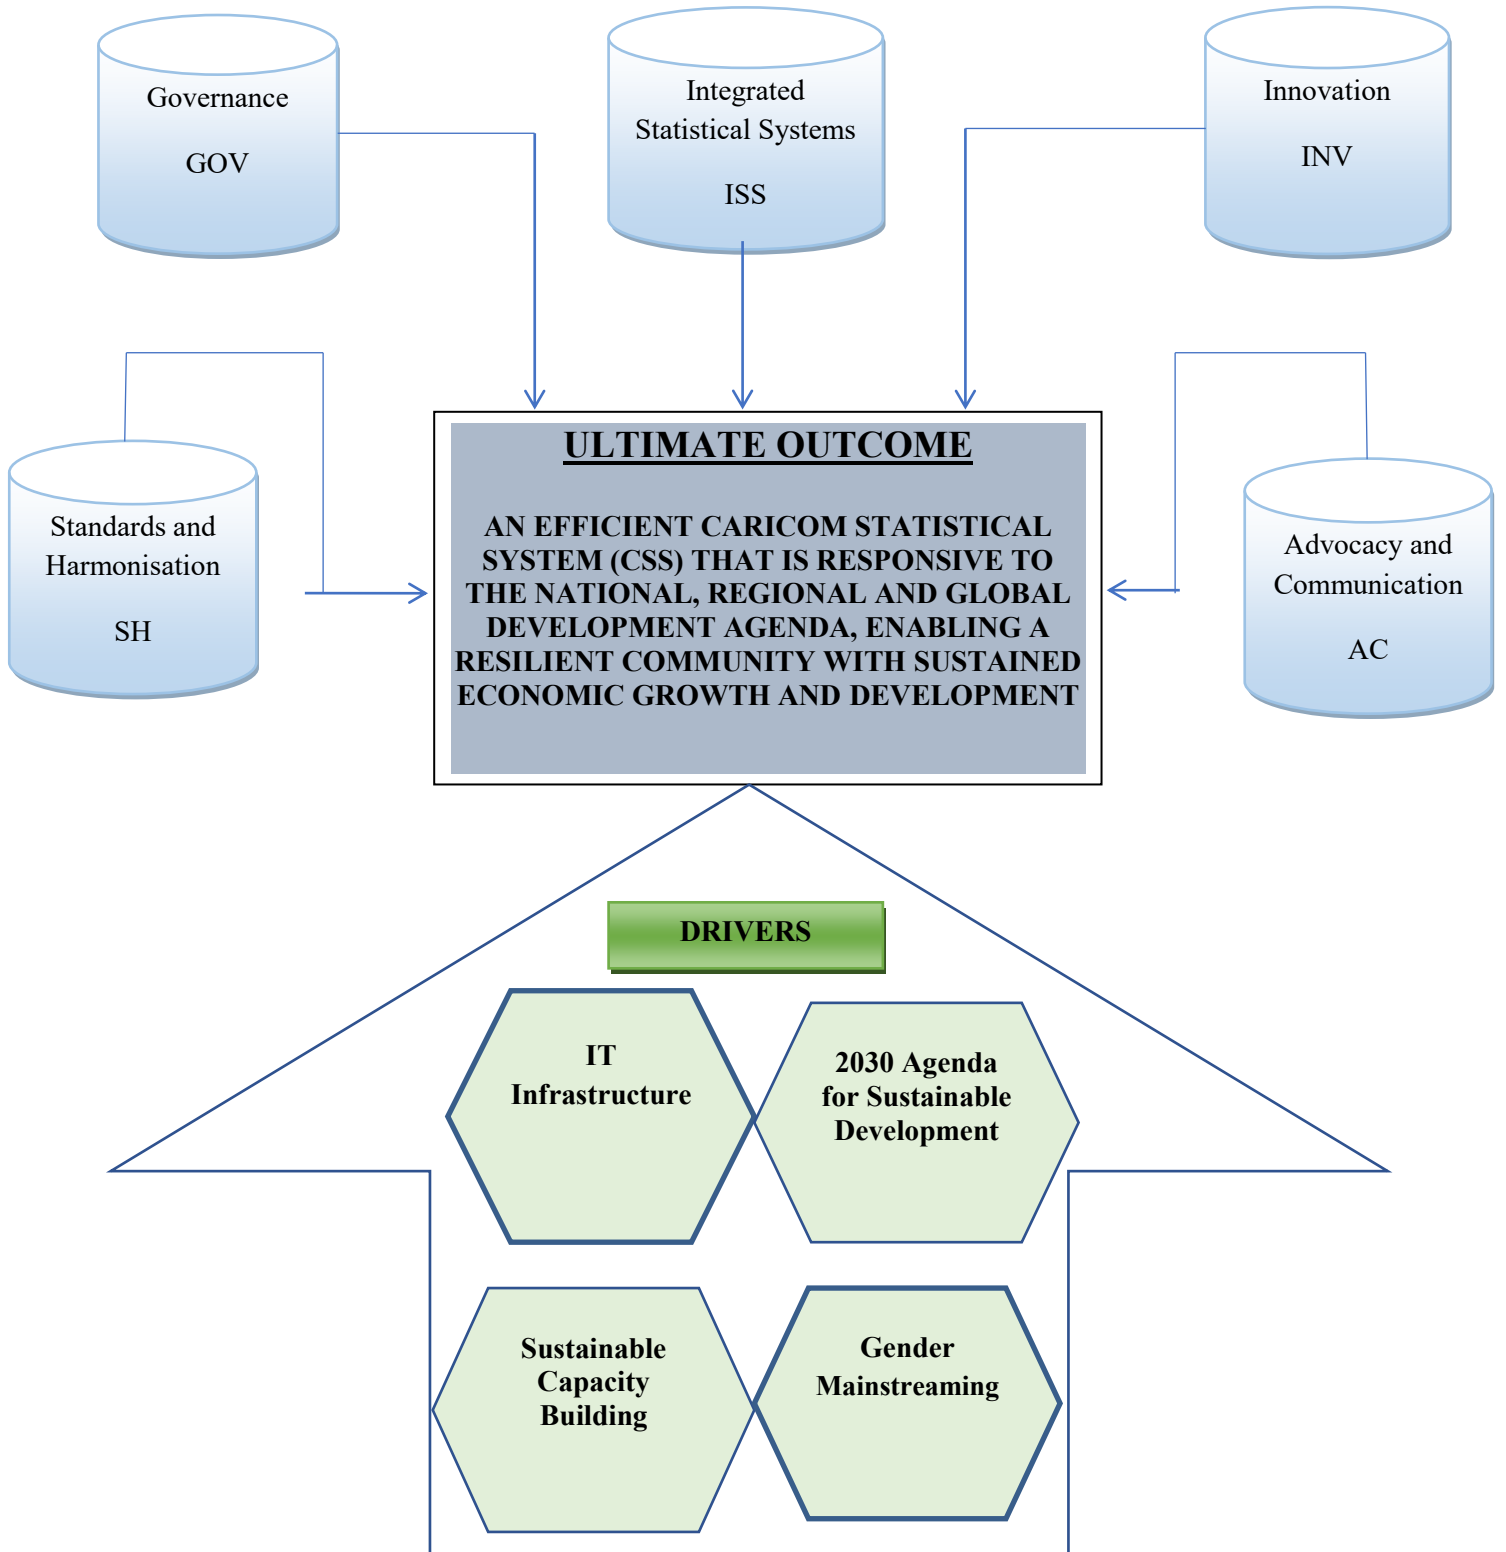 Governance
GOV
Integrated
Statistical Systems
ISS
Innovation
INV
Standards and
Harmonisation
SH
ULTIMATE OUTCOME
AN EFFICIENT CARICOM STATISTICAL
SYSTEM (CSS) THAT IS RESPONSIVE TO
THE NATIONAL, REGIONAL AND GLOBAL
DEVELOPMENT AGENDA, ENABLING A
RESILIENT COMMUNITY WITH SUSTAINED
ECONOMIC GROWTH AND DEVELOPMENT
Advocacy and
Communication
AC
DRIVERS
IT
Infrastructure
2030 Agenda
for Sustainable
Development
Sustainable
Capacity
Building
Gender
Mainstreaming